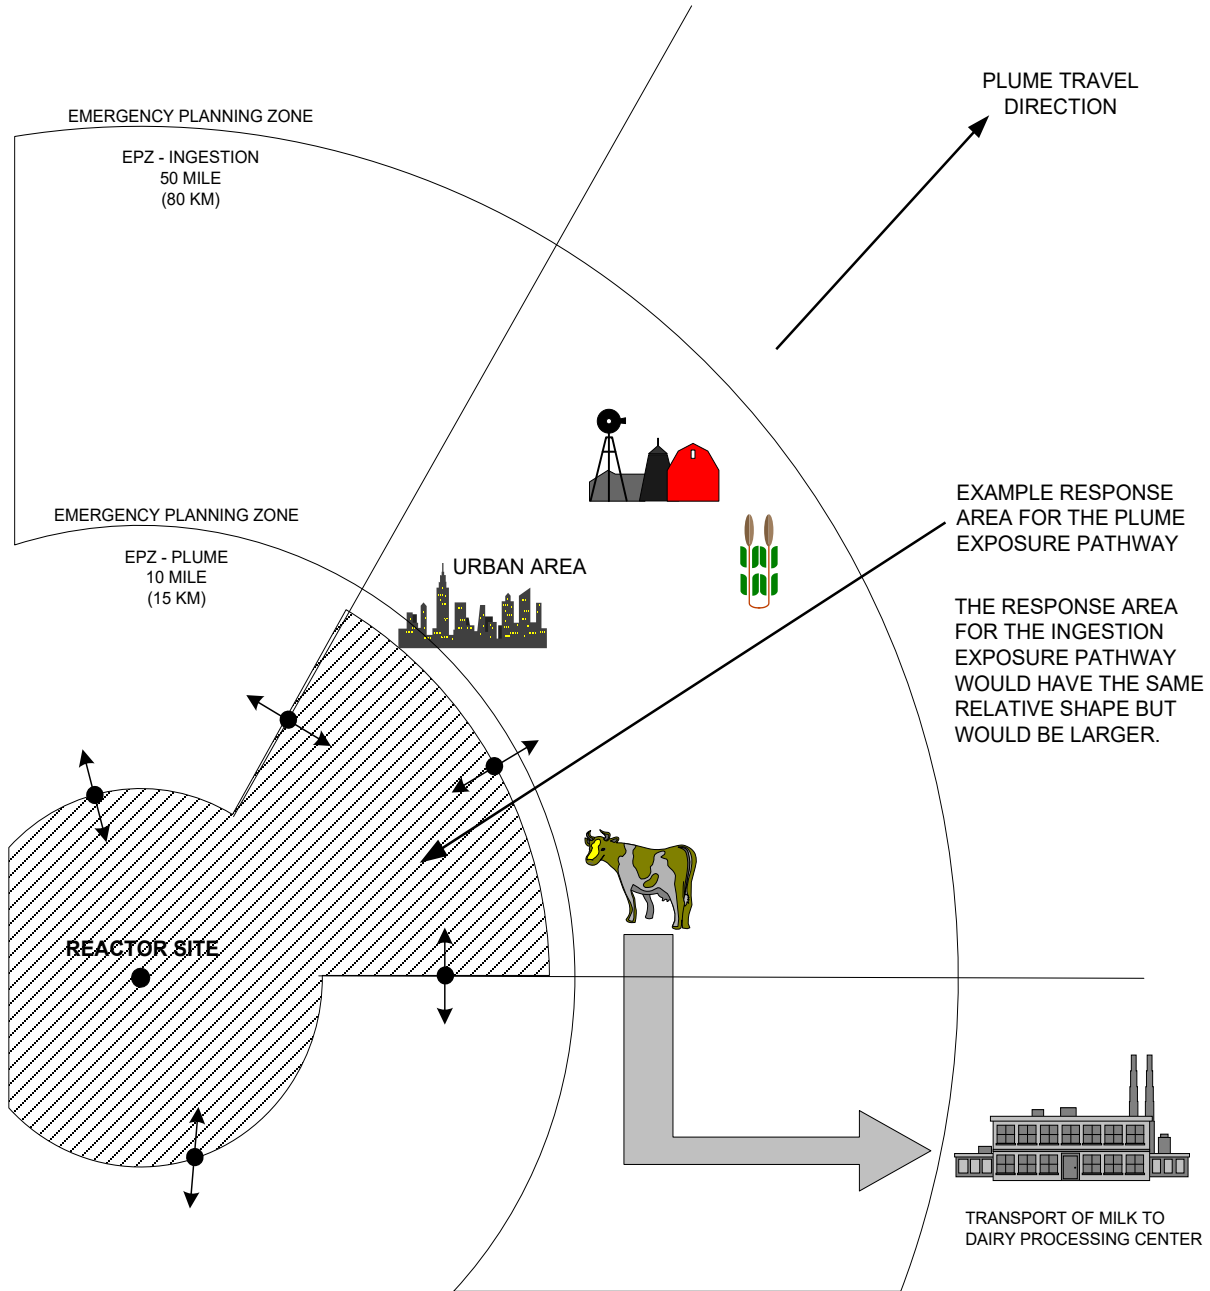 PLUME TRAVEL
DIRECTION
EMERGENCY PLANNING ZONE
EPZ - INGESTION
50 MILE
(80 KM)
EXAMPLE RESPONSE
AREA FOR THE PLUME
EXPOSURE PATHWAY
EMERGENCY PLANNING ZONE
EPZ - PLUME
10 MILE
(15 KM)
URBAN AREA
THE RESPONSE AREA
FOR THE INGESTION
EXPOSURE PATHWAY
WOULD HAVE THE SAME
RELATIVE SHAPE BUT
WOULD BE LARGER.
REACTOR SITE
TRANSPORT OF MILK TO
DAIRY PROCESSING CENTER